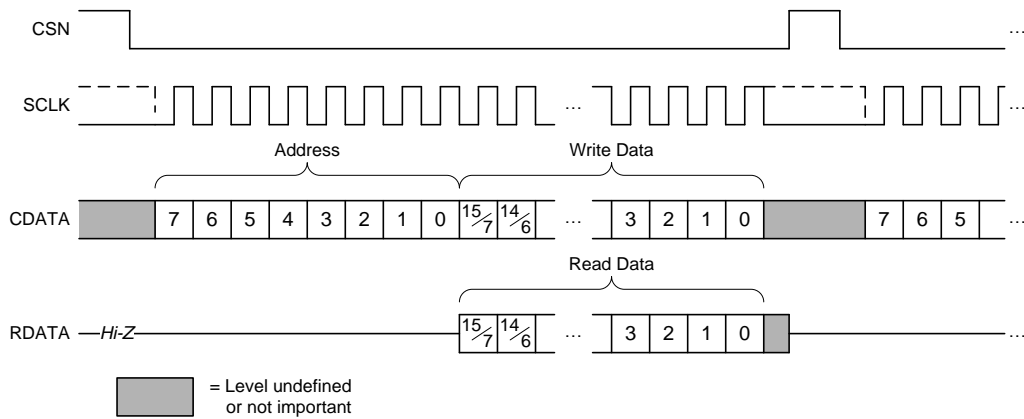 CSN ...
SCLK ... ...
Address Write Data
CDATA 7 6 5 4 3 2 1 0 15/7 14/6 ... 3 2 1 0 7 6 5 ...
Read Data
RDATA Hi-Z 15/7 14/6 ... 3 2 1 0 ...
= Level undefined
or not important